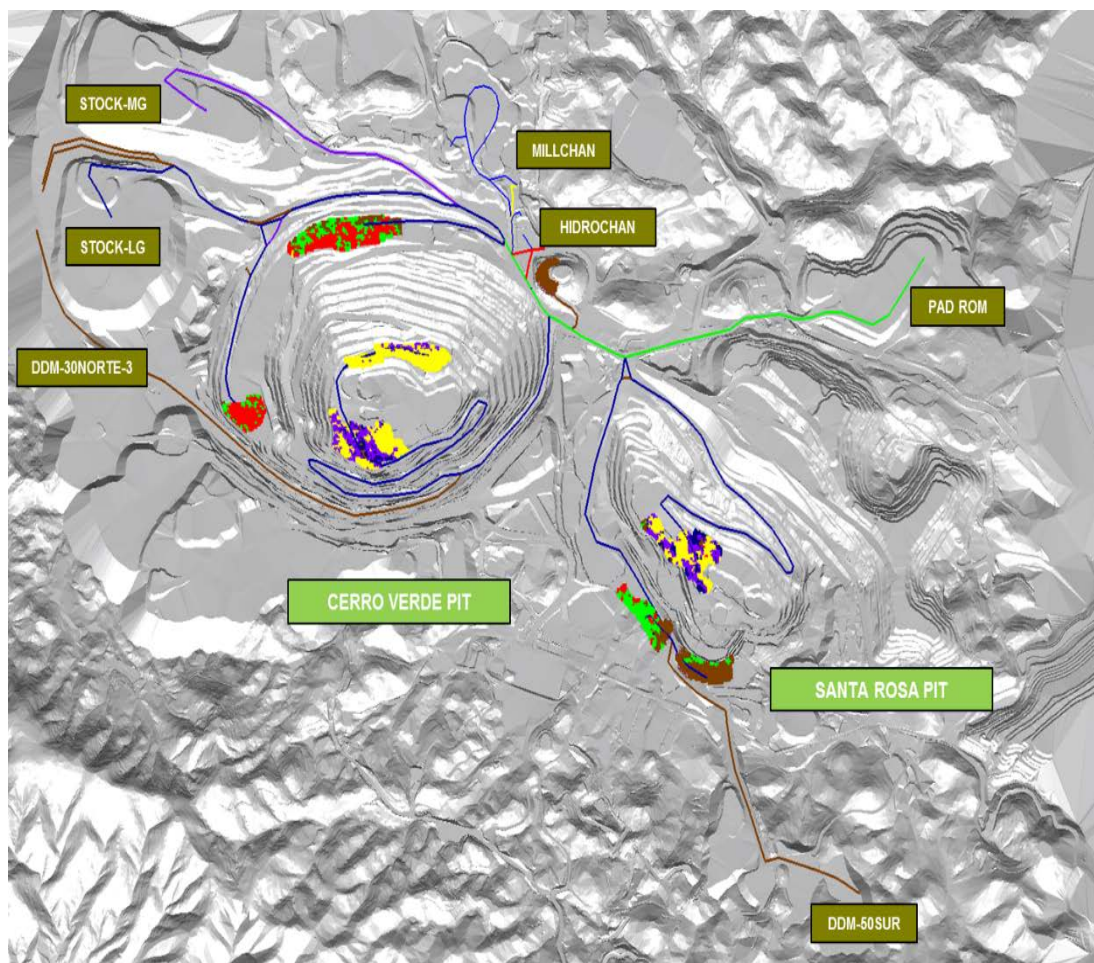 STOCK-MG
MILLCHAN
HIDROCHAN
STOCK-LG
PAD ROM
DDM-30NORTE-3
CERRO VERDE PIT
SANTA ROSA PIT
DDM-50SUR